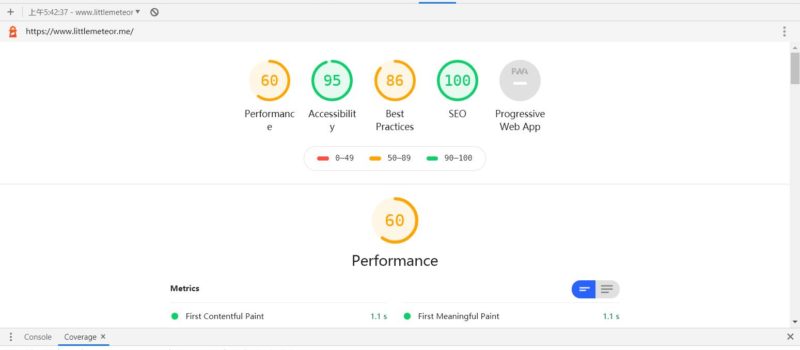 上午5:42:37 - www.littlemeteor
https://www.littlemeteor.me/
60 95 86 100 PWA
Performanc Accessibilit Best SEO Progressive
e y Practices Web App
0–49 50–89 90–100
60
Performance
Metrics
First Contentful Paint 1.1 s First Meaningful Paint 1.1 s
Console Coverage